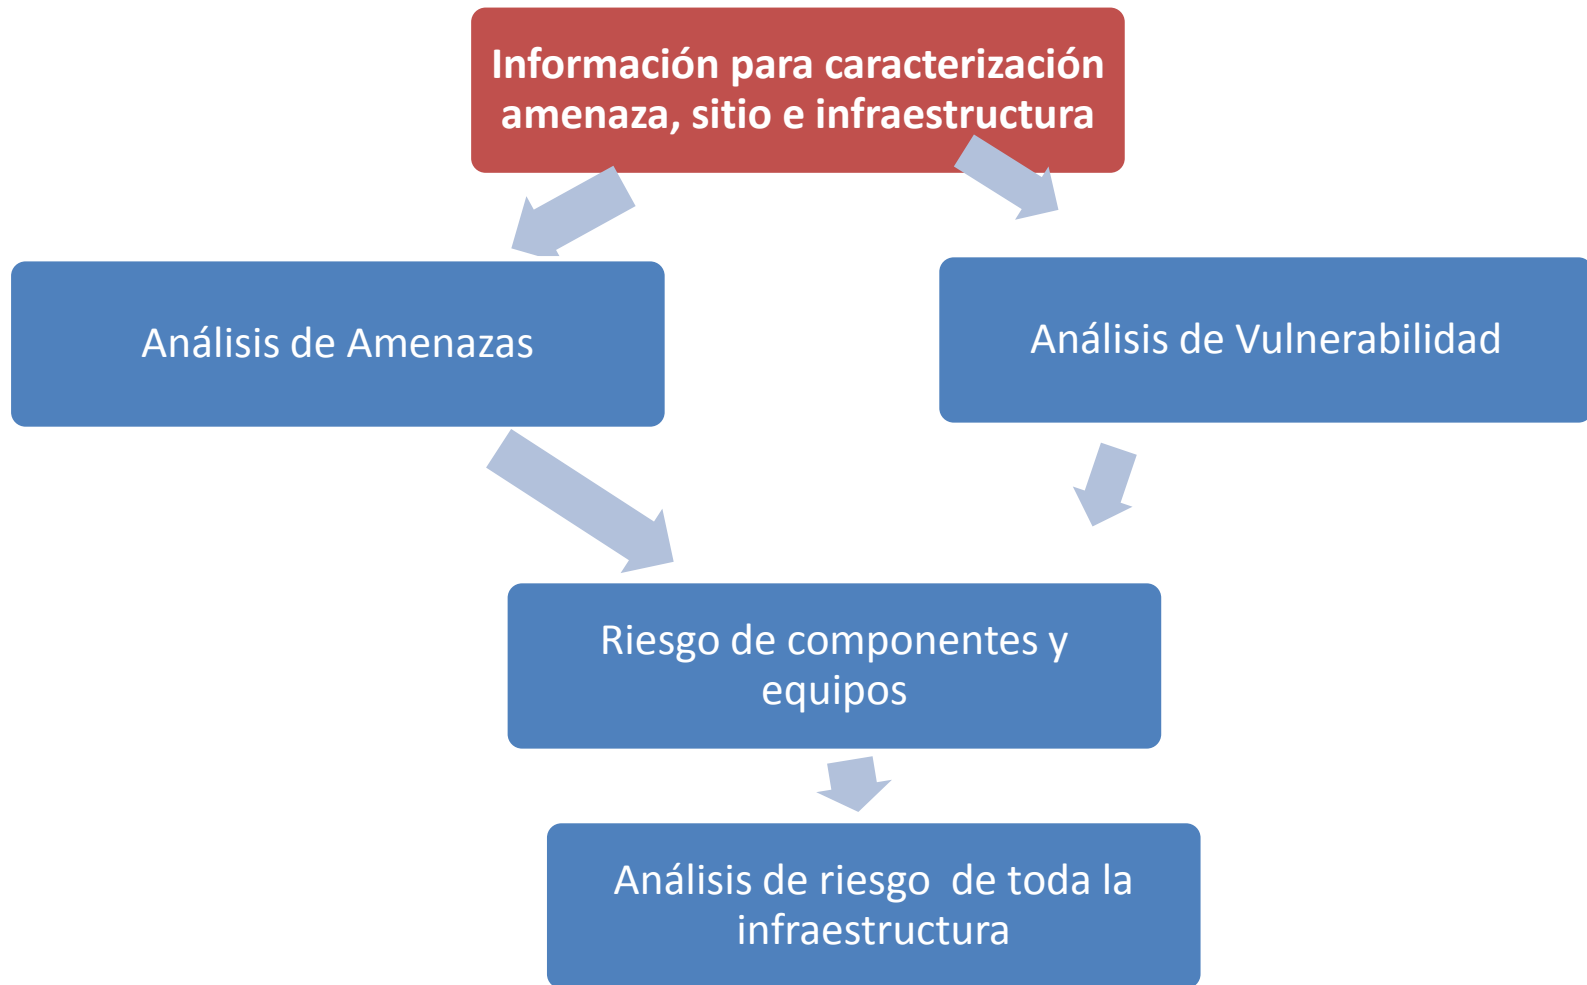 Información para caracterización
amenaza, sitio e infraestructura
Análisis de Amenazas
Análisis de Vulnerabilidad
Riesgo de componentes y
equipos
Análisis de riesgo  de toda la
infraestructura